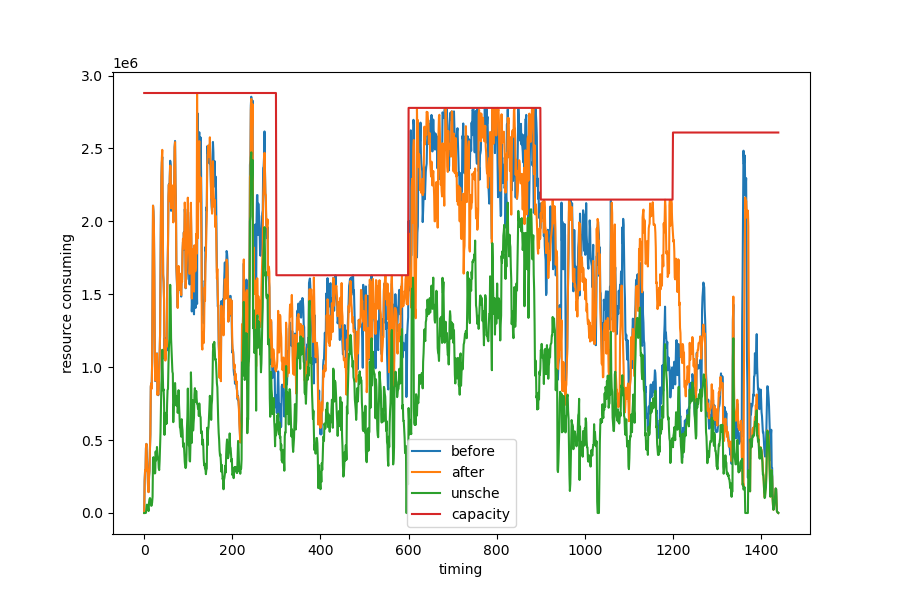 1e6
3.0
2.5
2.0
1.5
1.0
0.5
0.0
resource consuming
before
after
unsche
capacity
0 200 400 600 800 1000 1200 1400
timing